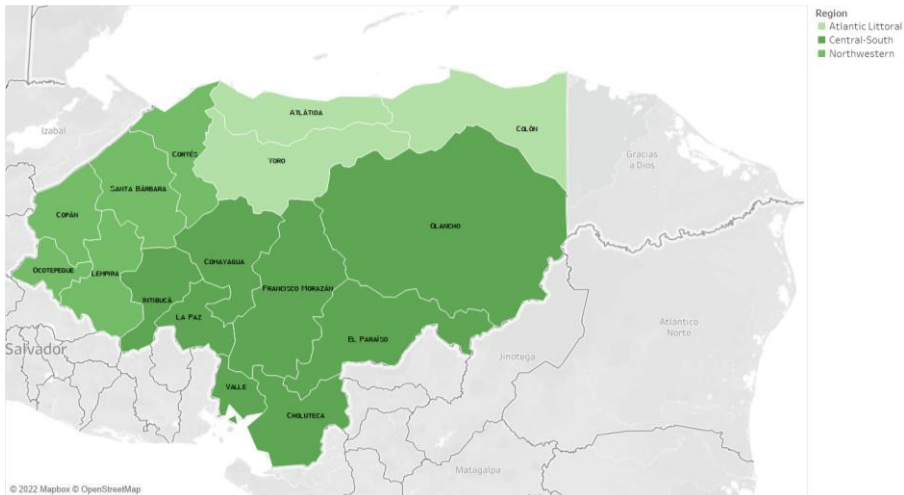 Region
Atlantic Littoral
Central-South
Northwestern
Izabal
ATLÁTIDA
COLÓN
CORTÉS
YORO
Gracias
a Dios
SANTA BÁRBARA
COPÁN
OLANCHO
OCOTEPEQUE
LEMPIRA
COMAYAGUA
FRANCISCO MORAZÁN
INTIBUCÁ
LA PAZ
Atlántico
Norte
EL PARAÍSO
Salvador
Jinotega
VALLE
CHOLUTECA
Matagalpa
© 2022 Mapbox © OpenStreetMap